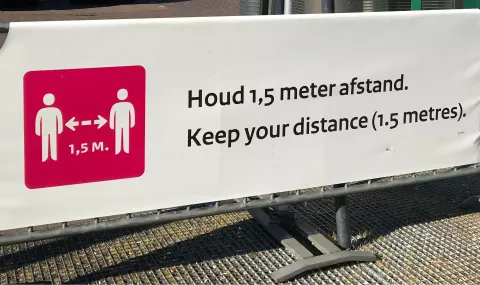 1,5 M.
Houd 1,5 meter afstand.
Keep your distance (1.5 metres).